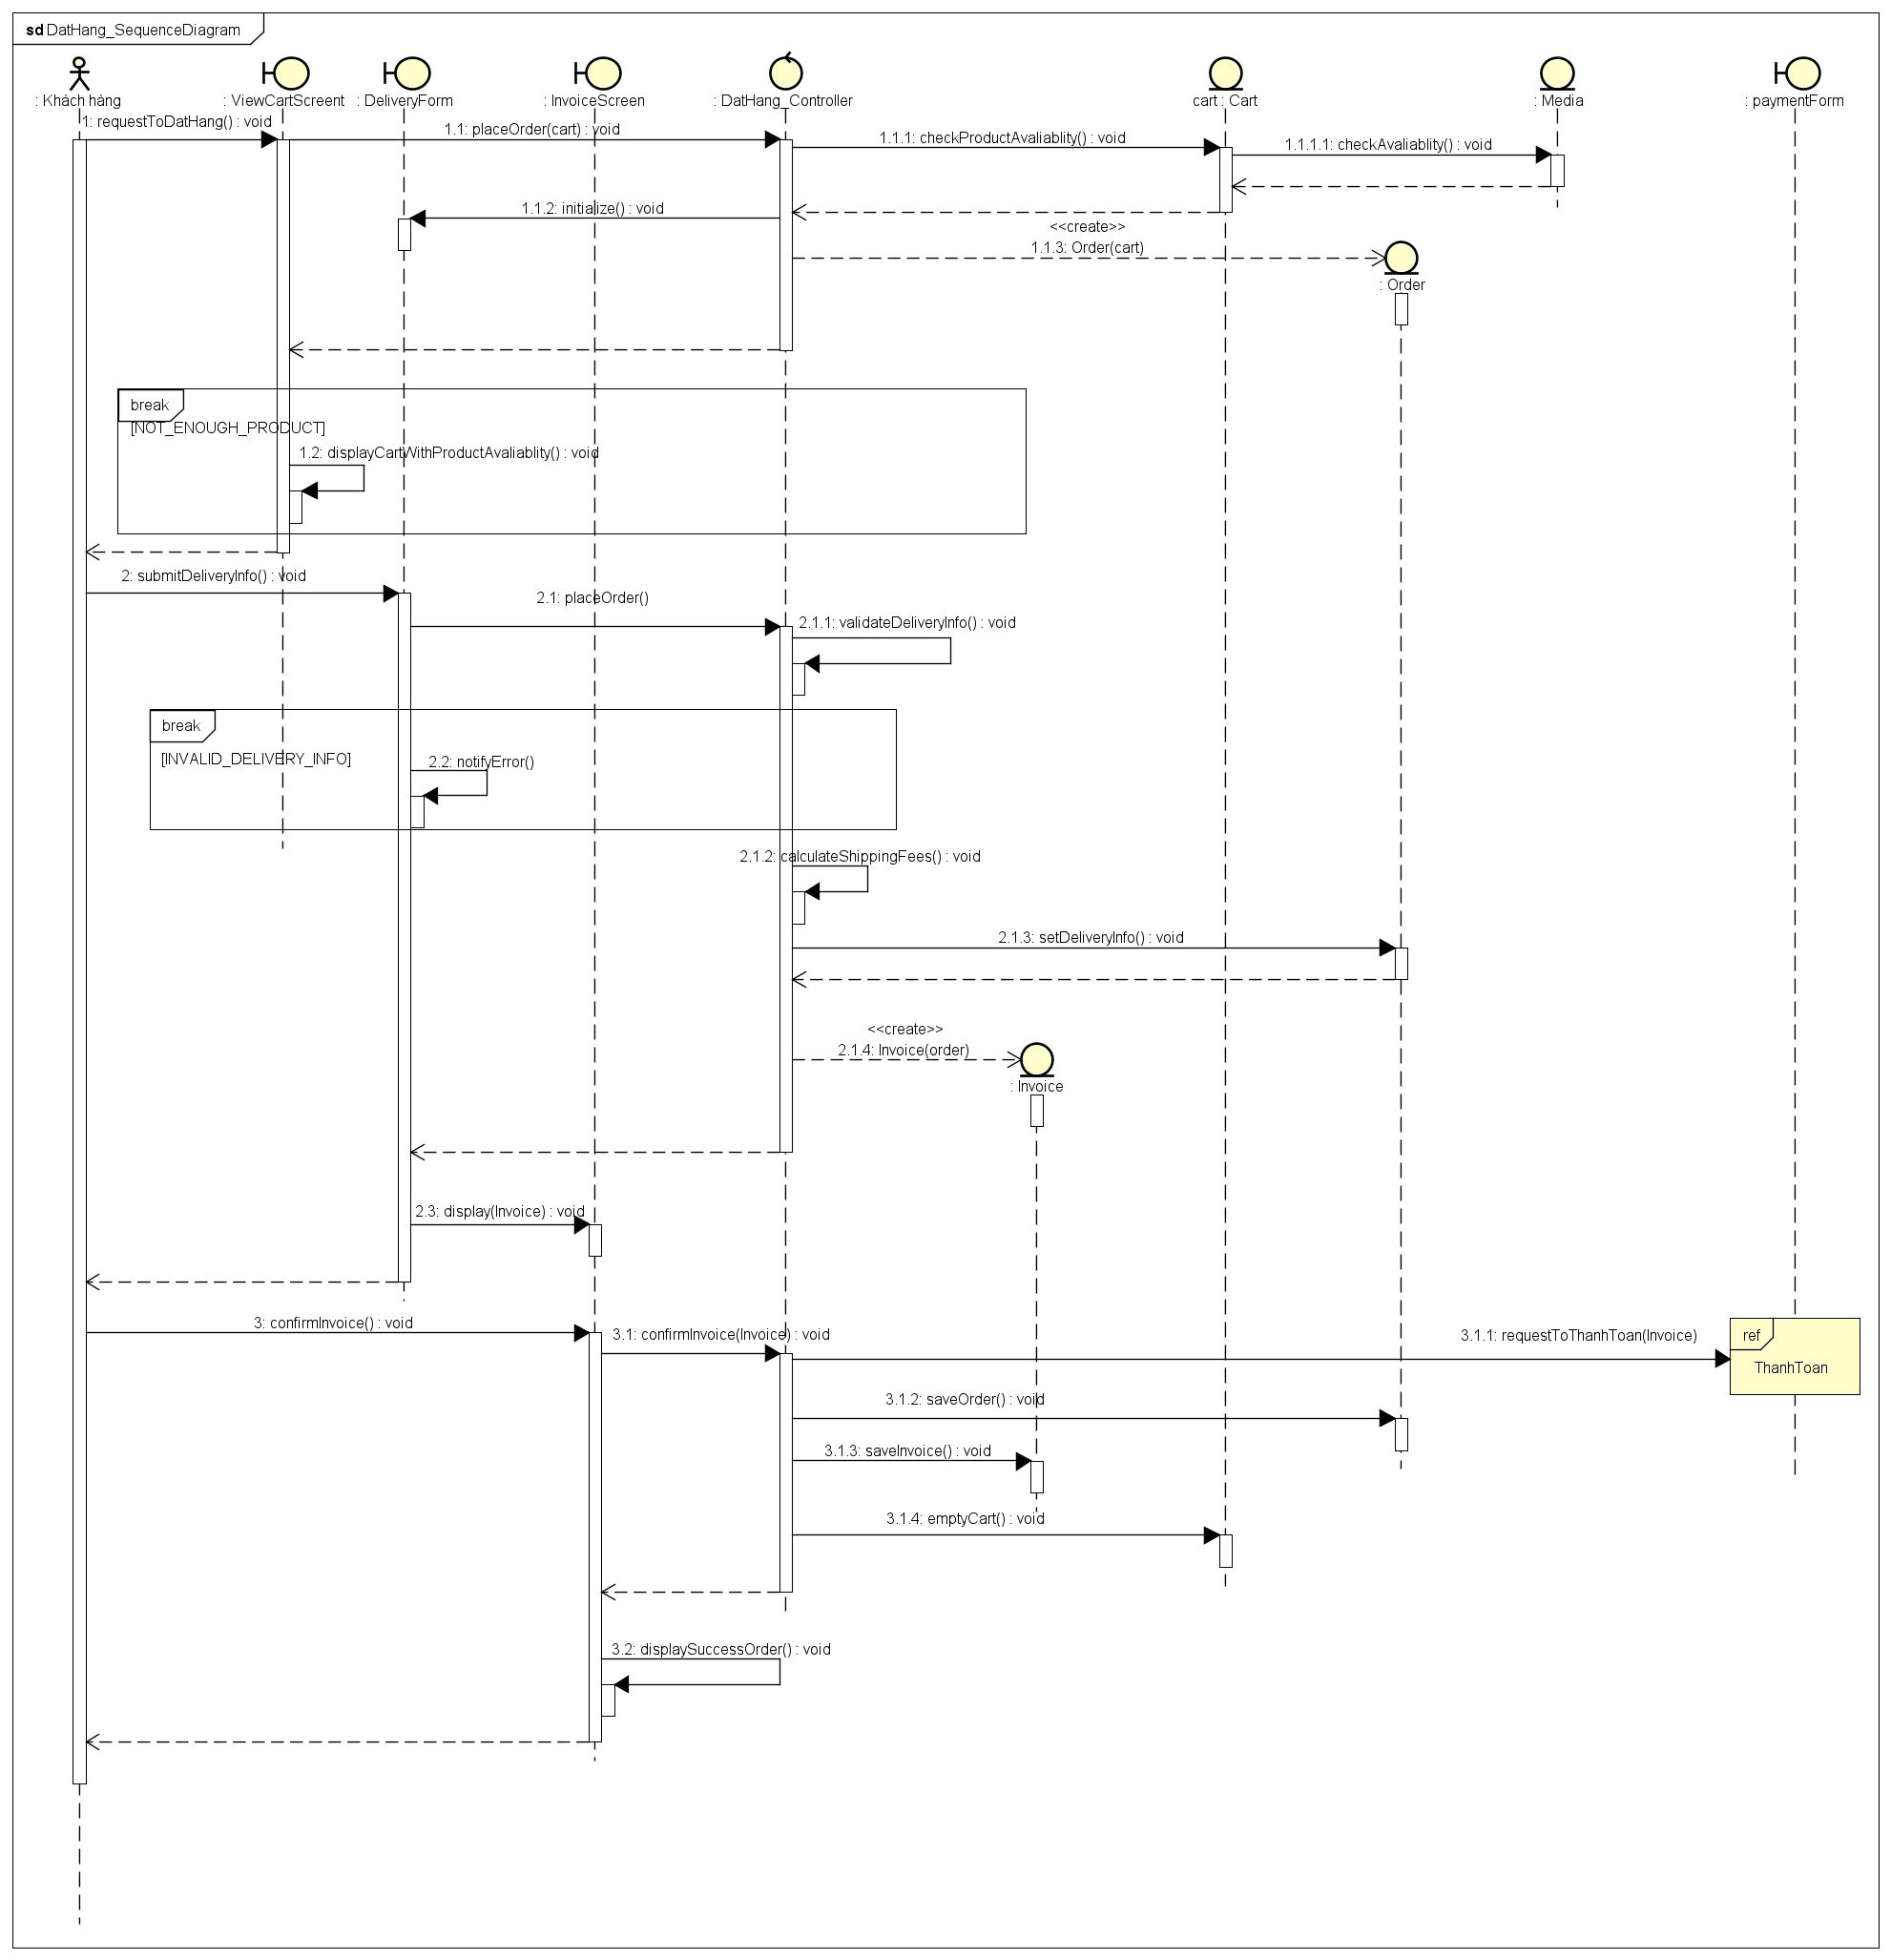 sd DatHang_SequenceDiagram
: Khách hàng
: ViewCartScreent
: DeliveryForm
: InvoiceScreen
: DatHang_Controller
cart : Cart
: Media
: paymentForm
1: requestToDatHang() : void
1.1: placeOrder(cart) : void
1.1.1: checkProductAvaliablity() : void
1.1.1.1: checkAvaliablity() : void
1.1.2: initialize() : void
<<create>>
1.1.3: Order(cart)
: Order
break
[NOT_ENOUGH_PRODUCT]
1.2: displayCartWithProductAvaliablity() : void
2: submitDeliveryInfo() : void
2.1: placeOrder()
2.1.1: validateDeliveryInfo() : void
break
[INVALID_DELIVERY_INFO]
2.2: notifyError()
2.1.2: calculateShippingFees() : void
2.1.3: setDeliveryInfo() : void
<<create>>
2.1.4: Invoice(order)
: Invoice
2.3: display(Invoice) : void
3: confirmInvoice() : void
3.1: confirmInvoice(Invoice) : void
3.1.1: requestToThanhToan(Invoice)
ref
ThanhToan
3.1.2: saveOrder() : void
3.1.3: saveInvoice() : void
3.1.4: emptyCart() : void
3.2: displaySuccessOrder() : void